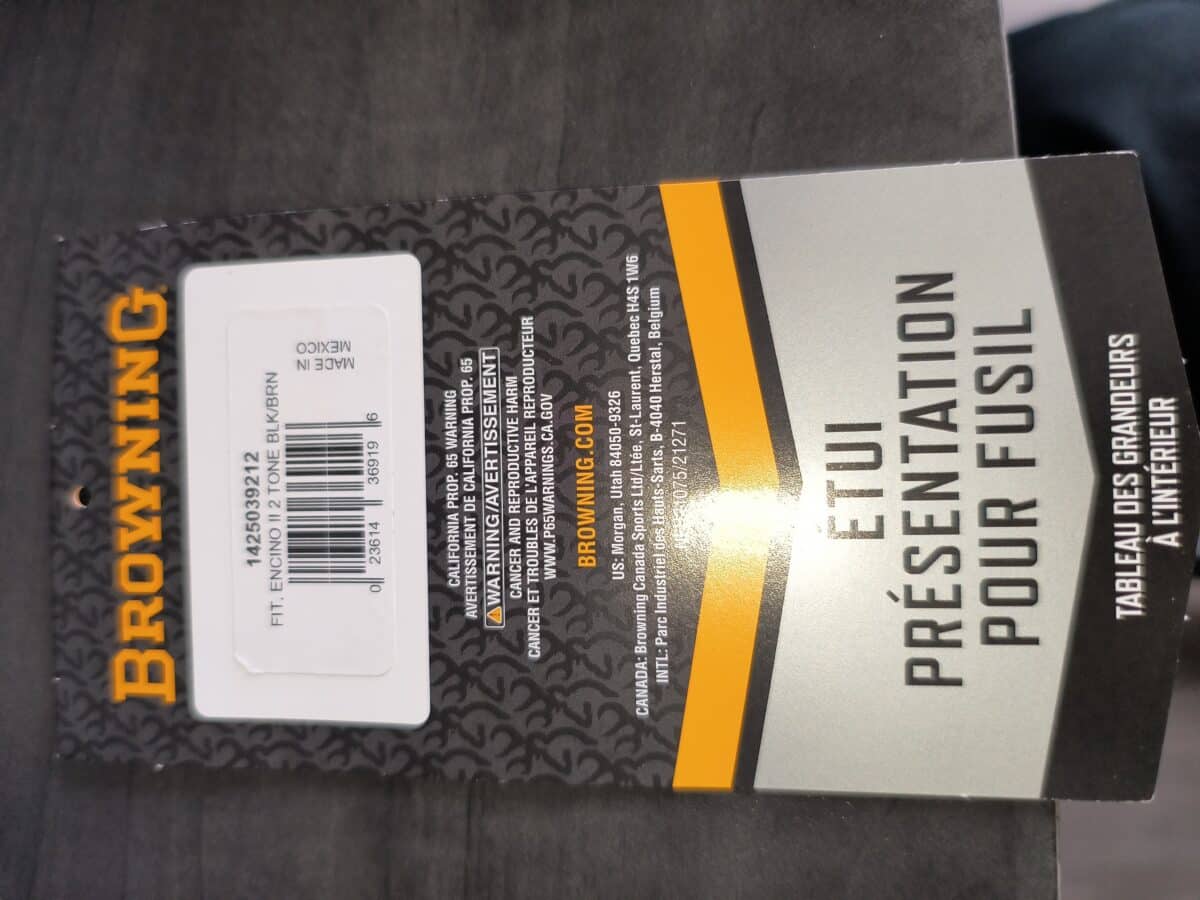 BROWNING
1425039212
FIT. ENCINO II 2 TONE BLK/BRN
0 23614 36919 6
MADE IN
MEXICO
CALIFORNIA PROP. 65 WARNING
AVERTISSEMENT DE CALIFORNIA PROP. 65
WARNING/AVERTISSEMENT
CANCER AND REPRODUCTIVE HARM
CANCER ET TROUBLES DE L'APPAREIL REPRODUCTEUR
WWW.P65WARNINGS.CA.GOV
BROWNING.COM
US: Morgan, Utah 84050-9326
CANADA: Browning Canada Sports Ltd/Ltée, St-Laurent, Quebec H4S 1W6
INTL: Parc Industriel des Hauts-Sarts, B-4040 Herstal, Belgium
075/21271
ÉTUI
PRÉSENTATION
POUR FUSIL
TABLEAU DES GRANDEURS
À L'INTÉRIEUR